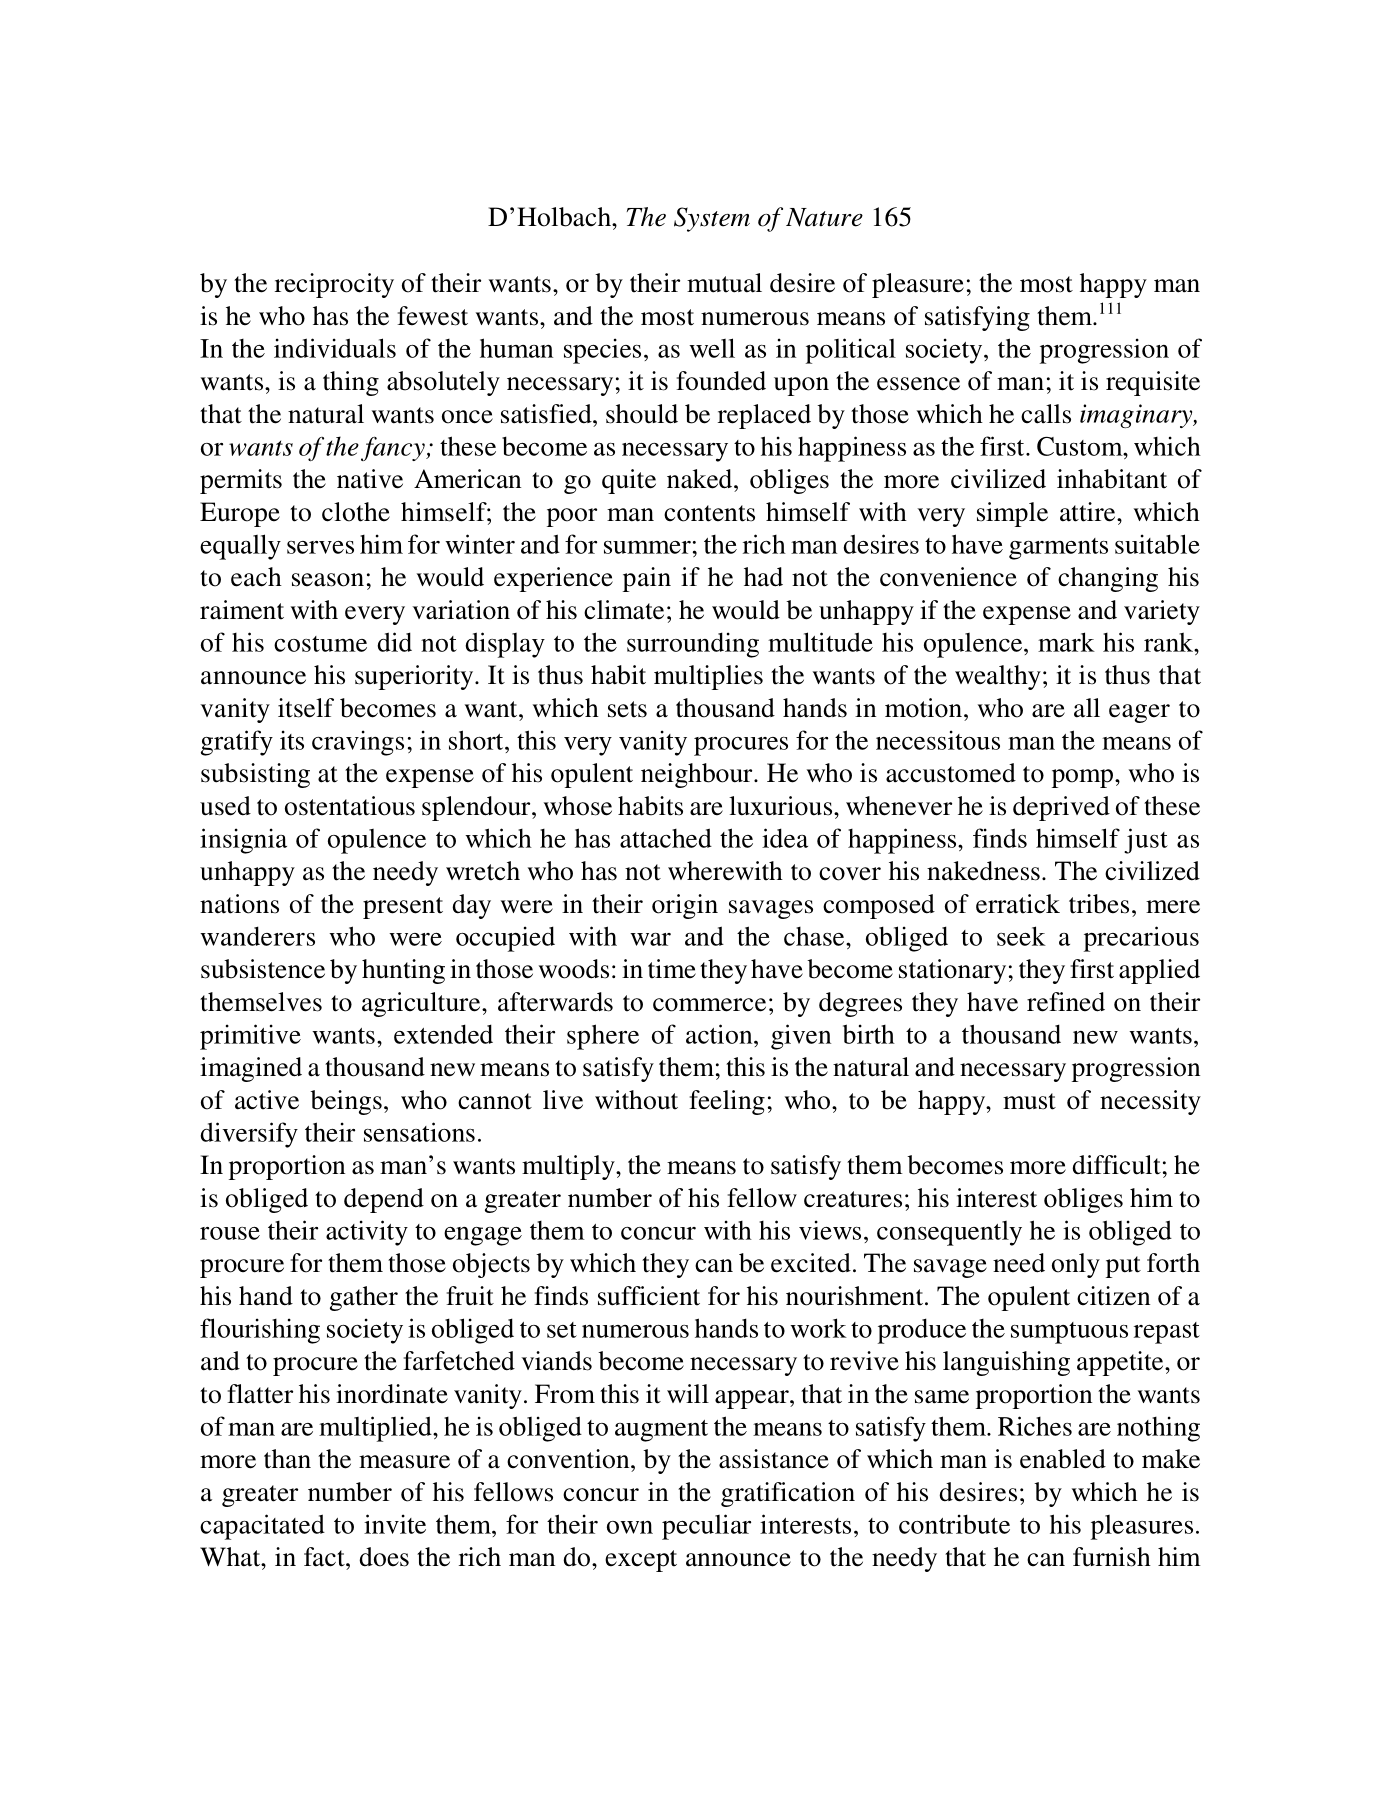 D’Holbach, The System of Nature 165
by the reciprocity of their wants, or by their mutual desire of pleasure; the most happy man
is he who has the fewest wants, and the most numerous means of satisfying them.111
In the individuals of the human species, as well as in political society, the progression of
wants, is a thing absolutely necessary; it is founded upon the essence of man; it is requisite
that the natural wants once satisfied, should be replaced by those which he calls imaginary,
or wants of the fancy; these become as necessary to his happiness as the first. Custom, which
permits the native American to go quite naked, obliges the more civilized inhabitant of
Europe to clothe himself; the poor man contents himself with very simple attire, which
equally serves him for winter and for summer; the rich man desires to have garments suitable
to each season; he would experience pain if he had not the convenience of changing his
raiment with every variation of his climate; he would be unhappy if the expense and variety
of his costume did not display to the surrounding multitude his opulence, mark his rank,
announce his superiority. It is thus habit multiplies the wants of the wealthy; it is thus that
vanity itself becomes a want, which sets a thousand hands in motion, who are all eager to
gratify its cravings; in short, this very vanity procures for the necessitous man the means of
subsisting at the expense of his opulent neighbour. He who is accustomed to pomp, who is
used to ostentatious splendour, whose habits are luxurious, whenever he is deprived of these
insignia of opulence to which he has attached the idea of happiness, finds himself just as
unhappy as the needy wretch who has not wherewith to cover his nakedness. The civilized
nations of the present day were in their origin savages composed of erratick tribes, mere
wanderers who were occupied with war and the chase, obliged to seek a precarious
subsistence by hunting in those woods: in time they have become stationary; they first applied
themselves to agriculture, afterwards to commerce; by degrees they have refined on their
primitive wants, extended their sphere of action, given birth to a thousand new wants,
imagined a thousand new means to satisfy them; this is the natural and necessary progression
of active beings, who cannot live without feeling; who, to be happy, must of necessity
diversify their sensations.
In proportion as man’s wants multiply, the means to satisfy them becomes more difficult; he
is obliged to depend on a greater number of his fellow creatures; his interest obliges him to
rouse their activity to engage them to concur with his views, consequently he is obliged to
procure for them those objects by which they can be excited. The savage need only put forth
his hand to gather the fruit he finds sufficient for his nourishment. The opulent citizen of a
flourishing society is obliged to set numerous hands to work to produce the sumptuous repast
and to procure the farfetched viands become necessary to revive his languishing appetite, or
to flatter his inordinate vanity. From this it will appear, that in the same proportion the wants
of man are multiplied, he is obliged to augment the means to satisfy them. Riches are nothing
more than the measure of a convention, by the assistance of which man is enabled to make
a greater number of his fellows concur in the gratification of his desires; by which he is
capacitated to invite them, for their own peculiar interests, to contribute to his pleasures.
What, in fact, does the rich man do, except announce to the needy that he can furnish him